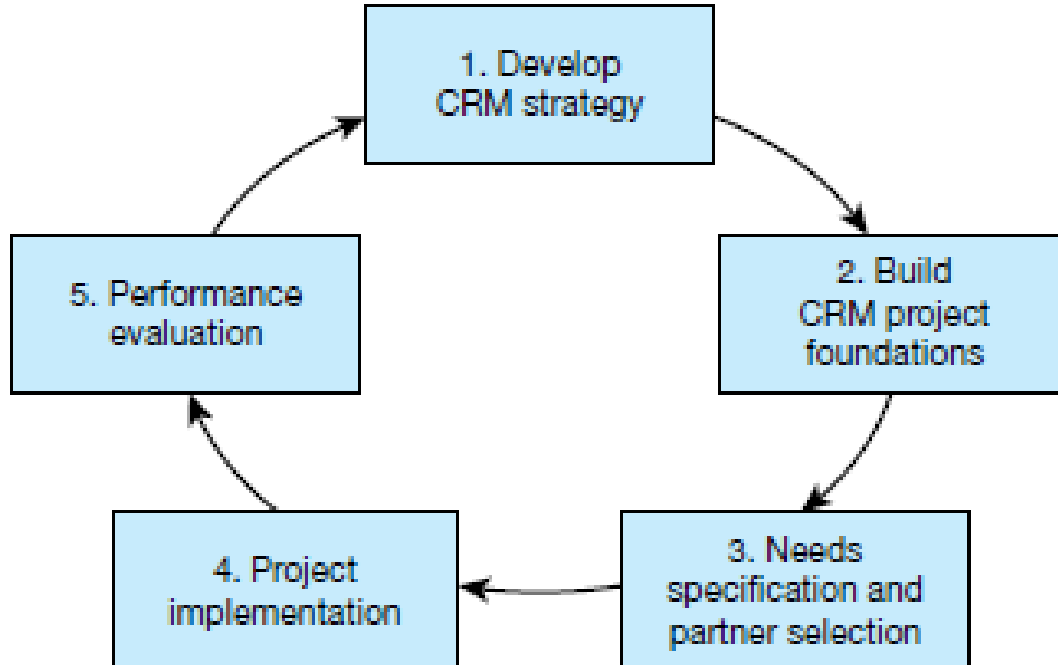 1. Develop
CRM strategy
2. Build
CRM project
foundations
3. Needs
specification and
partner selection
4. Project
implementation
5. Performance
evaluation